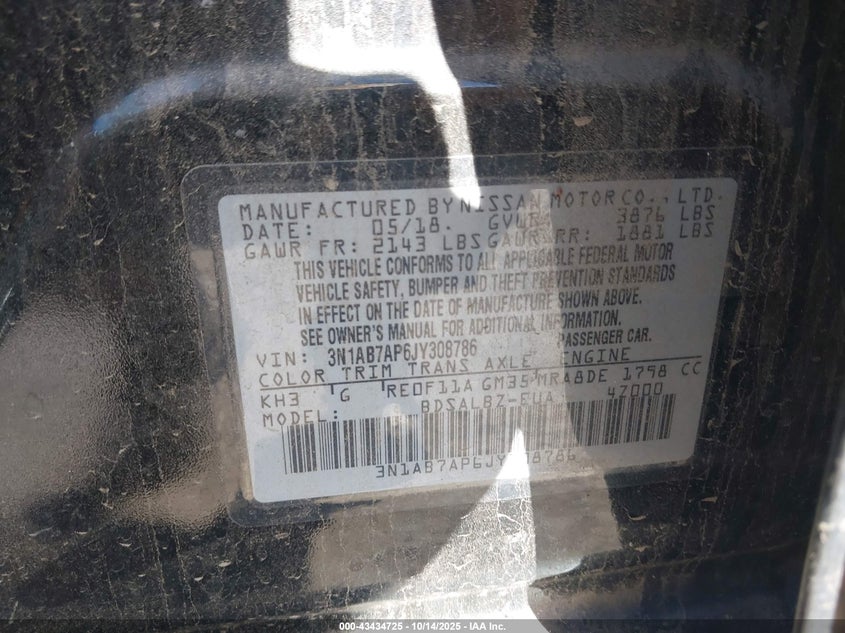 MANUFACTURED BY NISSAN MOTOR CO., LTD.
DATE: 05/18. GVWR 3876 LBS
GAWR FR: 2143 LBS GAWR RR: 1881 LBS
THIS VEHICLE CONFORMS TO ALL APPLICABLE FEDERAL MOTOR
VEHICLE SAFETY, BUMPER AND THEFT PREVENTION STANDARDS
IN EFFECT ON THE DATE OF MANUFACTURE SHOWN ABOVE.
SEE OWNER'S MANUAL FOR ADDITIONAL INFORMATION.
VIN: 3N1AB7AP6JY308786 PASSENGER CAR.
COLOR TRIM TRANS AXLE ENGINE
KH3 G RE0F11A GM35 MRA8DE 1798 CC
MODEL: BDSALBZ-EUA 47000
3N1AB7AP6JY308786
000-43434725 - 10/14/2025 - IAA Inc.